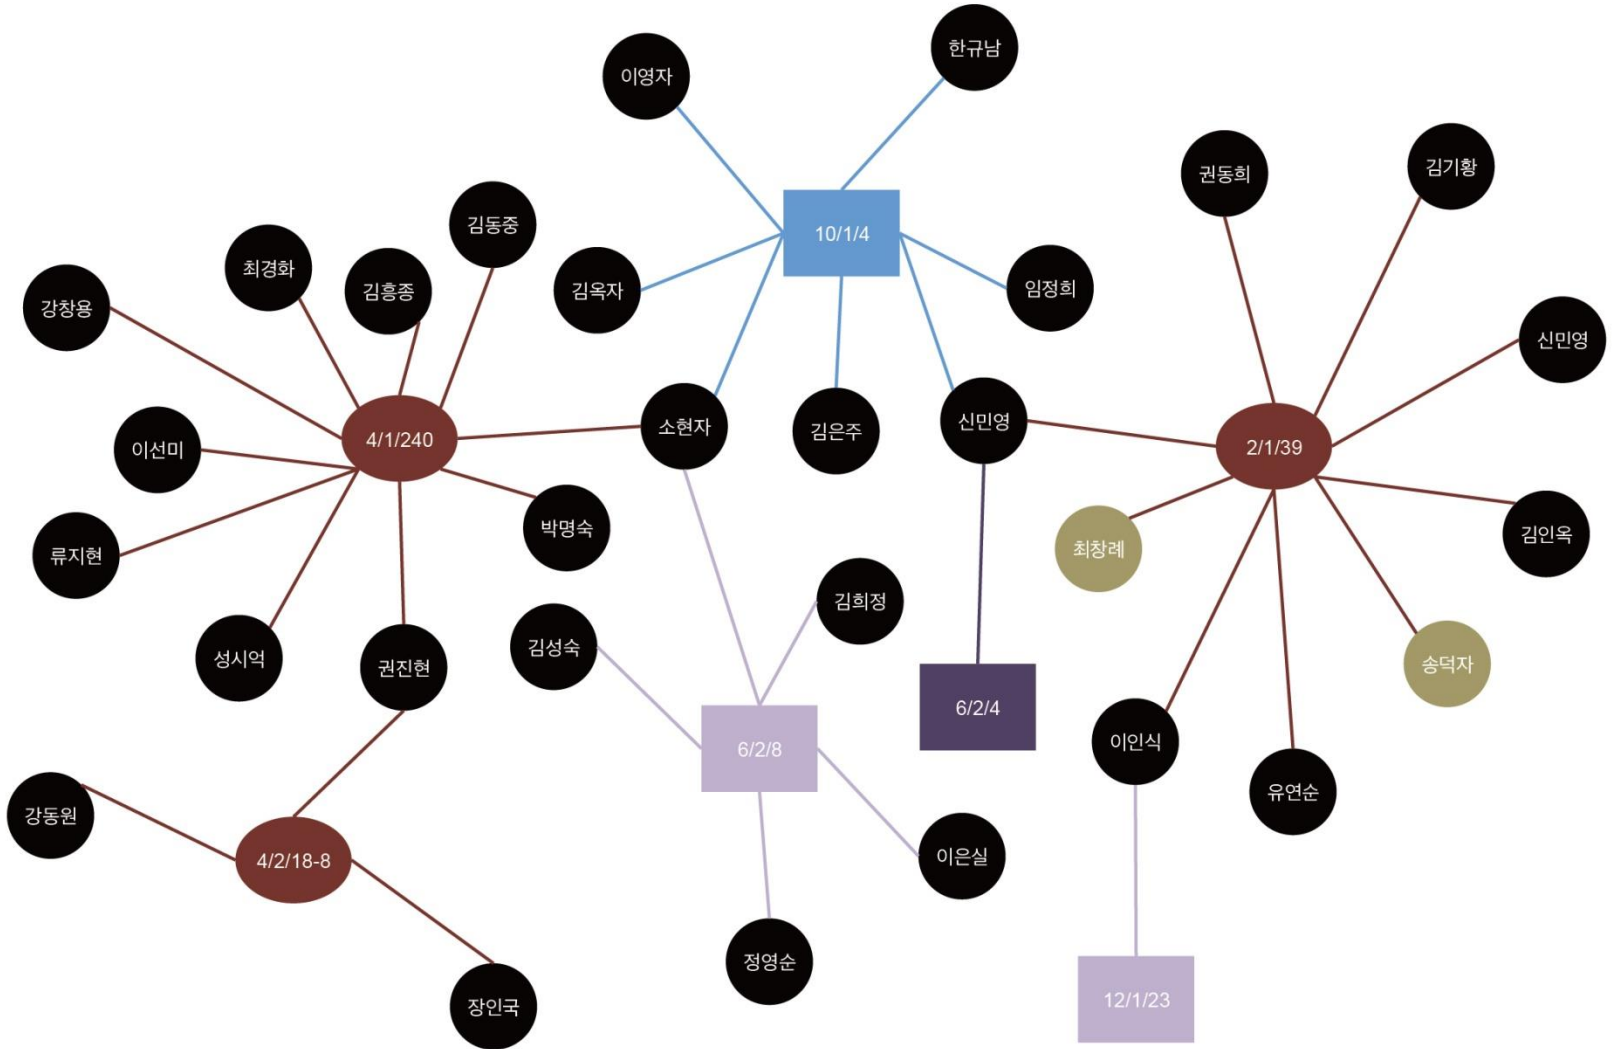 한규남
이영자
권동희
김기황
김동중
10/1/4
최경화
김흥종
김옥자
임정희
강창용
신민영
소현자
김은주
신민영
4/1/240
2/1/39
이선미
박명숙
최창례
김인옥
류지현
김희정
김성숙
성시억
권진현
송덕자
6/2/4
6/2/8
이인식
유연순
강동원
4/2/18-8
이은실
정영순
장인국
12/1/23